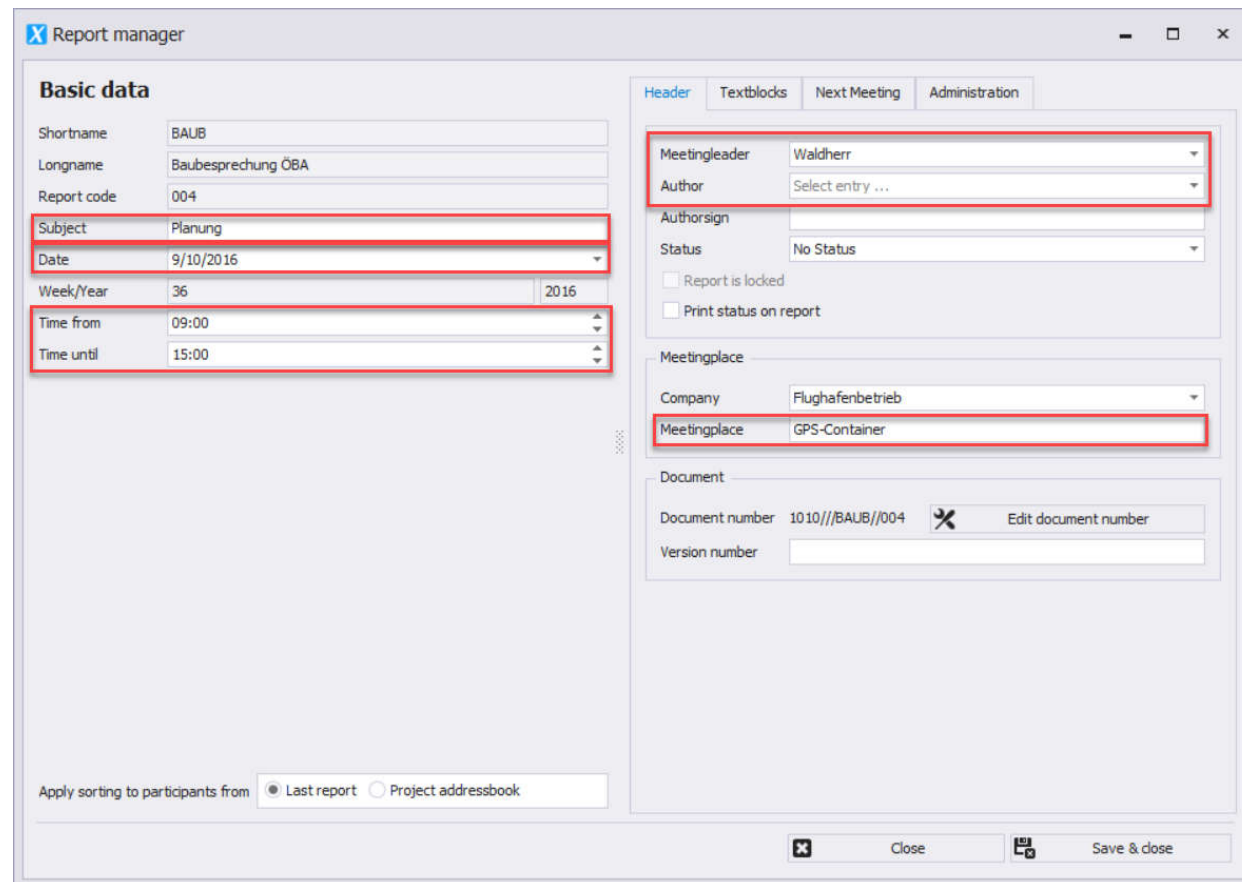 Report manager
Basic data
Shortname BAUB
Longname Baubesprechung ÖBA
Report code 004
Subject Planung
Date 9/10/2016
Week/Year 36 2016
Time from 09:00
Time until 15:00
Apply sorting to participants from Last report Project addressbook
Header Textblocks Next Meeting Administration
Meetingleader Waldherr
Author Select entry ...
Authorsign
Status No Status
Report is locked
Print status on report
Meetingplace
Company Flughafenbetrieb
Meetingplace GPS-Container
Document
Document number 1010///BAUB//004 Edit document number
Version number
Close Save & close